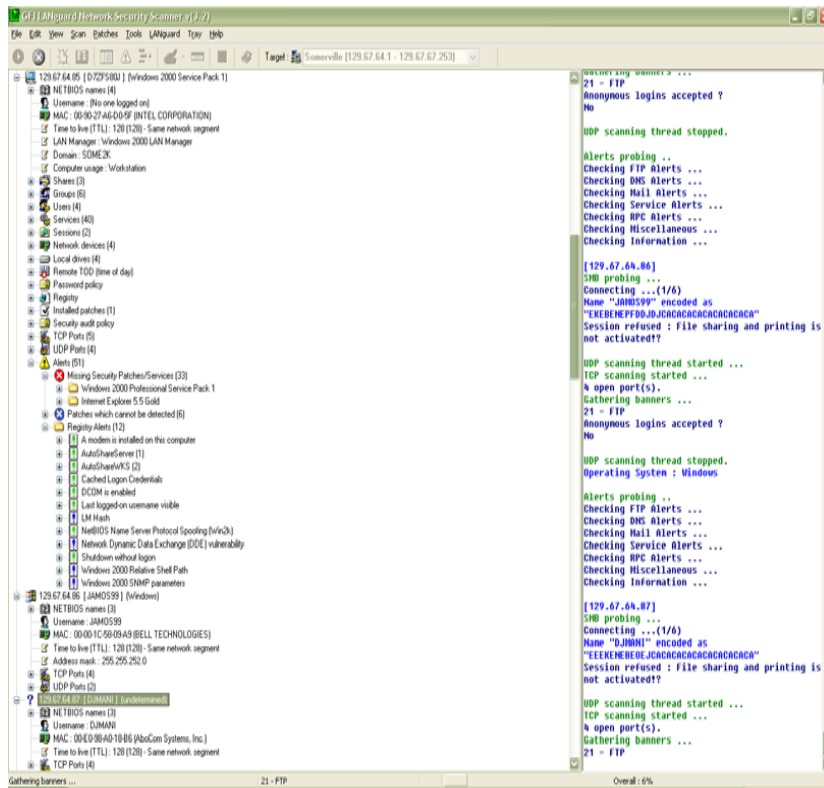 GFI LANguard Network Security Scanner v(3.2)
File Edit View Scan Patches Tools LANguard Tray Help
Target : Somerville (129.67.64.1 - 129.67.67.253)
129.67.64.85 [ D72FS80J ] (Windows 2000 Service Pack 1)
NETBIOS names (4)
Username : (No one logged on)
MAC : 00-90-27-A6-D0-5F (INTEL CORPORATION)
Time to live (TTL) : 128 (128) - Same network segment
LAN Manager : Windows 2000 LAN Manager
Domain : SOME2K
Computer usage : Workstation
Shares (3)
Groups (6)
Users (4)
Services (40)
Sessions (2)
Network devices (4)
Local drives (4)
Remote TOD (time of day)
Password policy
Registry
Installed patches (1)
Security audit policy
TCP Ports (5)
UDP Ports (4)
Alerts (51)
Missing Security Patches/Services (33)
Windows 2000 Professional Service Pack 1
Internet Explorer 5.5 Gold
Patches which cannot be detected (6)
Registry Alerts (12)
A modem is installed on this computer
AutoShareServer (1)
AutoShareWKS (2)
Cached Logon Credentials
DCOM is enabled
Last logged-on username visible
LM Hash
NetBIOS Name Server Protocol Spoofing (Win2k)
Network Dynamic Data Exchange (DDE) vulnerability
Shutdown without logon
Windows 2000 Relative Shell Path
Windows 2000 SNMP parameters
129.67.64.86 [ JAMOS99 ] (Windows)
NETBIOS names (3)
Username : JAMOS99
MAC : 00-00-1C-58-09-A9 (BELL TECHNOLOGIES)
Time to live (TTL) : 128 (128) - Same network segment
Address mask : 255.255.252.0
TCP Ports (4)
UDP Ports (2)
129.67.64.87 [ DJMANI ] (undetermined)
NETBIOS names (3)
Username : DJMANI
MAC : 00-E0-98-A0-18-B6 (AboCom Systems, Inc.)
Time to live (TTL) : 128 (128) - Same network segment
TCP Ports (4)
Gathering banners ...
21 - FTP
Anonymous logins accepted ?
No
UDP scanning thread stopped.
Alerts probing ..
Checking FTP Alerts ...
Checking DNS Alerts ...
Checking Mail Alerts ...
Checking Service Alerts ...
Checking RPC Alerts ...
Checking Miscellaneous ...
Checking Information ...
[129.67.64.86]
SMB probing ...
Connecting ...(1/6)
Name "JAMOS99" encoded as
"EKEBENEPFDDJDJCACACACACACACACACA"
Session refused : File sharing and printing is
not activated!?
UDP scanning thread started ...
TCP scanning started ...
4 open port(s).
Gathering banners ...
21 - FTP
Anonymous logins accepted ?
No
UDP scanning thread stopped.
Operating System : Windows
Alerts probing ..
Checking FTP Alerts ...
Checking DNS Alerts ...
Checking Mail Alerts ...
Checking Service Alerts ...
Checking RPC Alerts ...
Checking Miscellaneous ...
Checking Information ...
[129.67.64.87]
SMB probing ...
Connecting ...(1/6)
Name "DJMANI" encoded as
"EEEKENEBEOEJCACACACACACACACACACA"
Session refused : File sharing and printing is
not activated!?
UDP scanning thread started ...
TCP scanning started ...
4 open port(s).
Gathering banners ...
21 - FTP
Gathering banners ...
21 - FTP
Overall : 6%